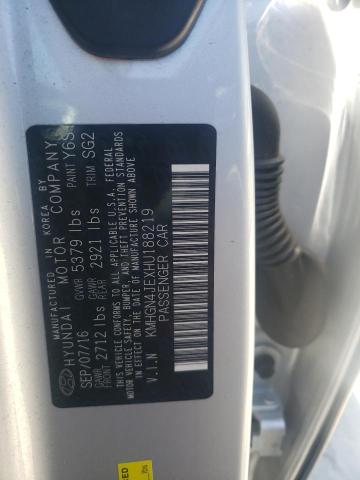 MANUFACTURED IN KOREA BY
HYUNDAI MOTOR COMPANY
SEP/07/16 GVWR 5379 lbs PAINT Y6S
GAWR FRONT 2712 lbs GAWR REAR 2921 lbs TRIM SG2
THIS VEHICLE CONFORMS TO ALL APPLICABLE U.S.A. FEDERAL
MOTOR VEHICLE SAFETY, BUMPER, AND THEFT PREVENTION STANDARDS
IN EFFECT ON THE DATE OF MANUFACTURE SHOWN ABOVE.
V.I.N KMHGN4JEXHU188219
PASSENGER CAR